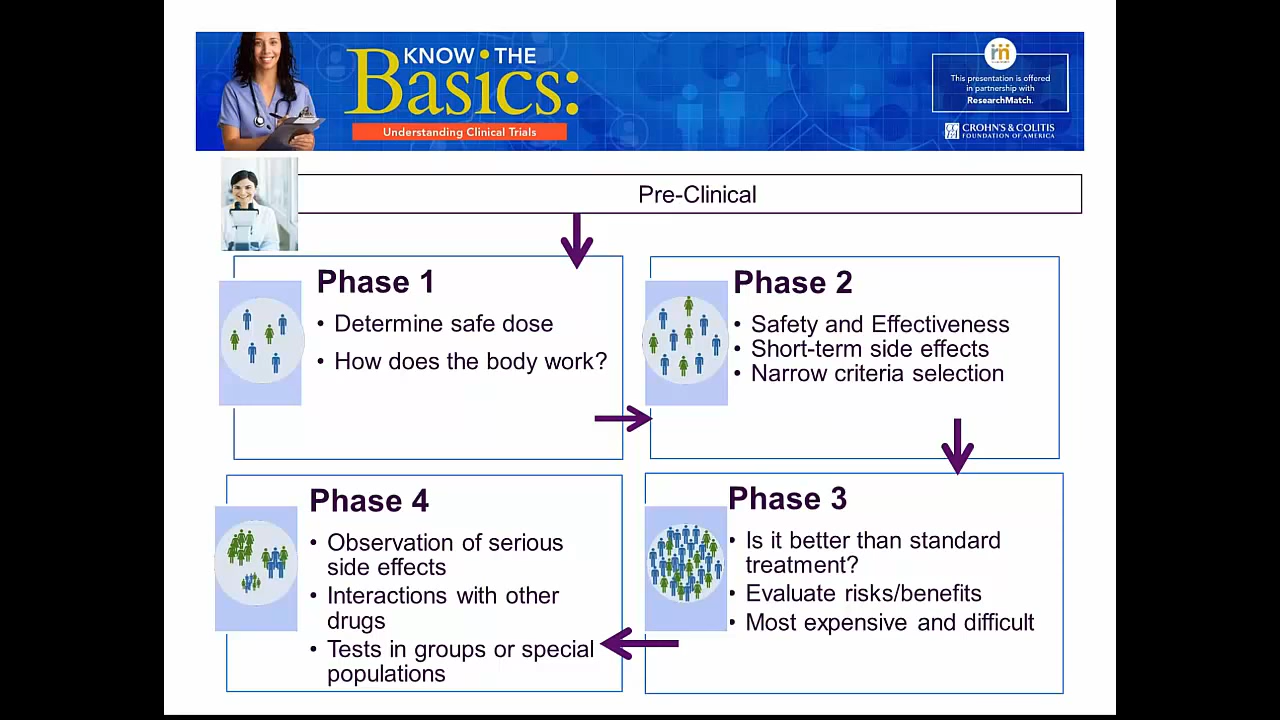 KNOW THE
Basics:
Understanding Clinical Trials
This presentation is offered
in partnership with
ResearchMatch.
CROHN'S & COLITIS
FOUNDATION OF AMERICA
Pre-Clinical
Phase 1
• Determine safe dose
• How does the body work?
Phase 2
• Safety and Effectiveness
• Short-term side effects
• Narrow criteria selection
Phase 3
• Is it better than standard
treatment?
• Evaluate risks/benefits
• Most expensive and difficult
Phase 4
• Observation of serious
side effects
• Interactions with other
drugs
• Tests in groups or special
populations